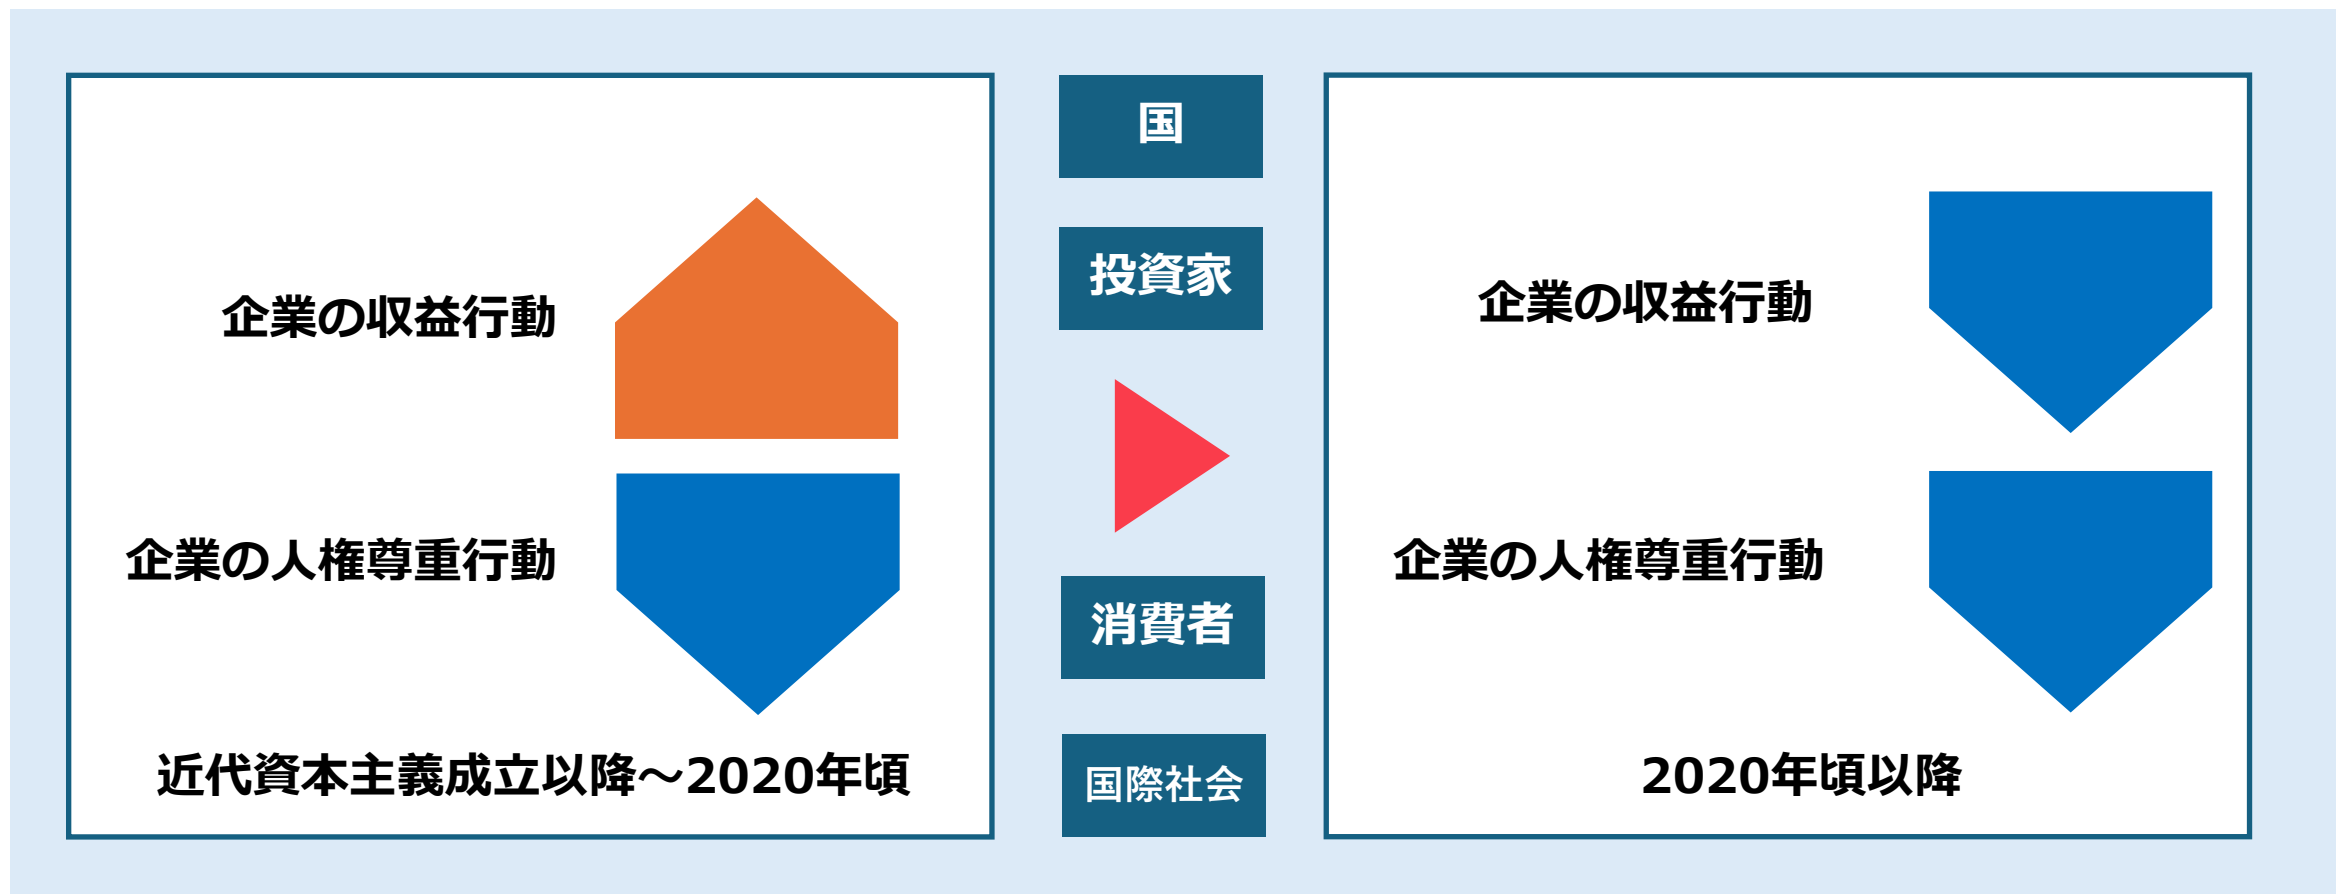 企業の収益行動
企業の人権尊重行動
近代資本主義成立以降～2020年頃
国
投資家
消費者
国際社会
企業の収益行動
企業の人権尊重行動
2020年頃以降